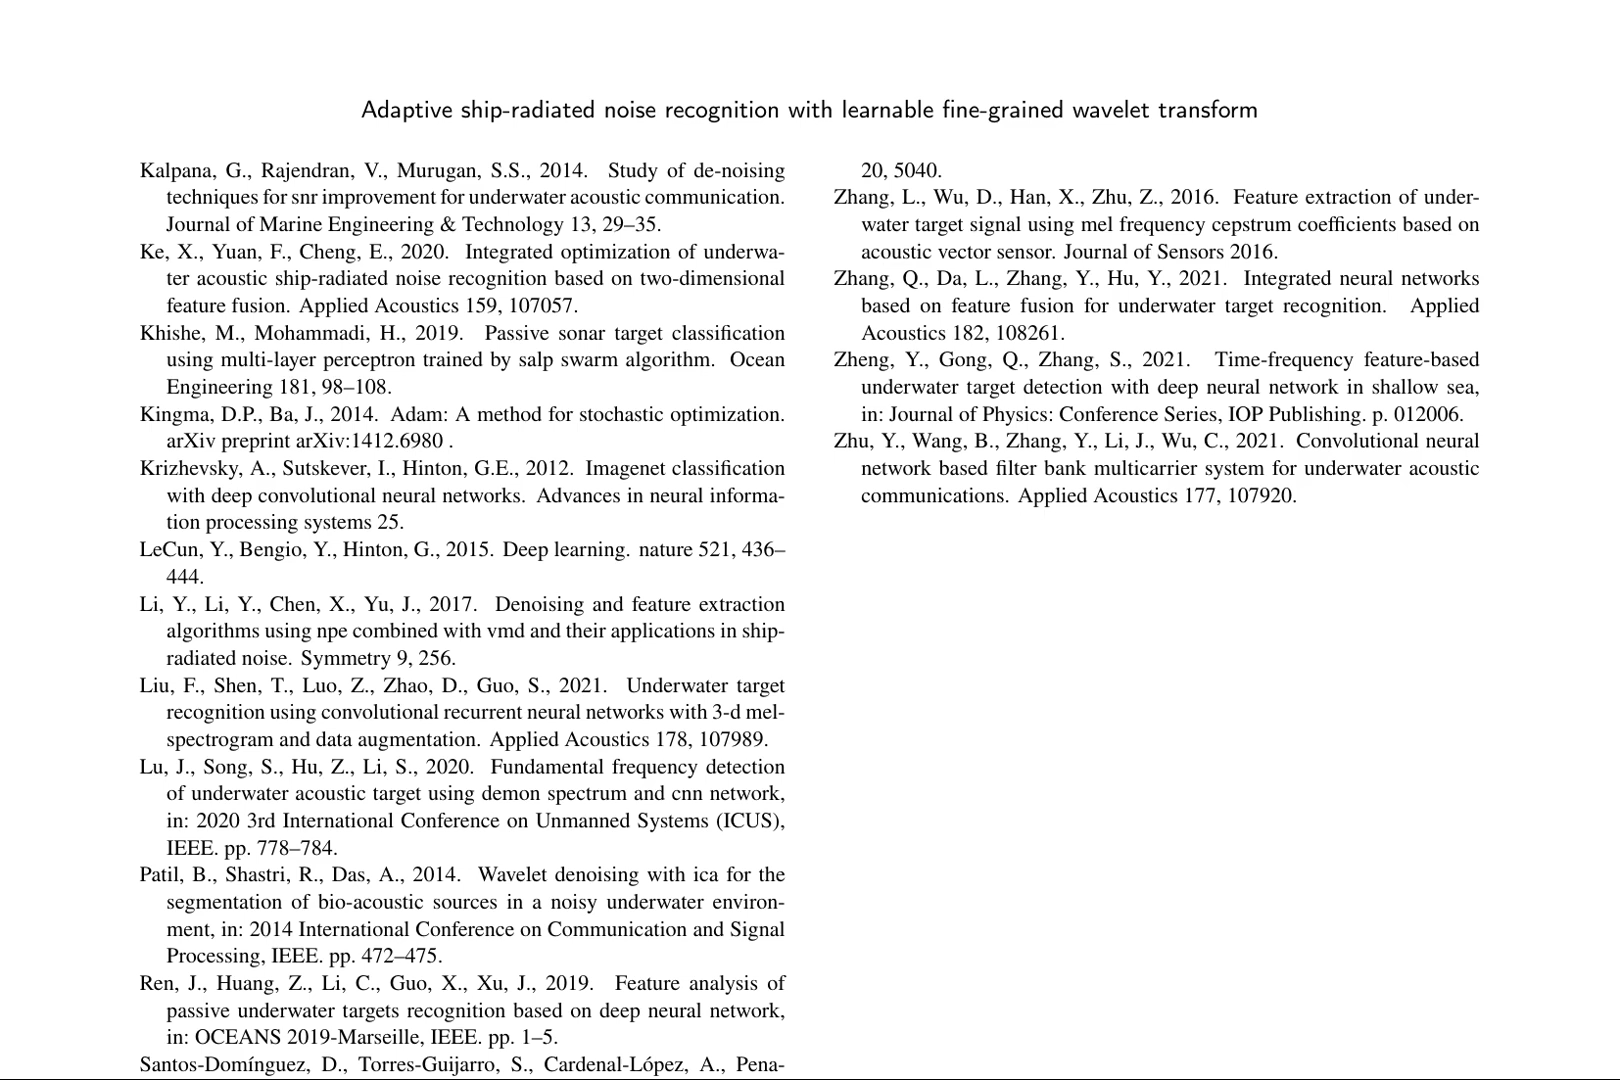 Adaptive ship-radiated noise recognition with learnable fine-grained wavelet transform
Kalpana, G., Rajendran, V., Murugan, S.S., 2014. Study of de-noising
techniques for snr improvement for underwater acoustic communication.
Journal of Marine Engineering & Technology 13, 29–35.
Ke, X., Yuan, F., Cheng, E., 2020. Integrated optimization of underwa-
ter acoustic ship-radiated noise recognition based on two-dimensional
feature fusion. Applied Acoustics 159, 107057.
Khishe, M., Mohammadi, H., 2019. Passive sonar target classification
using multi-layer perceptron trained by salp swarm algorithm. Ocean
Engineering 181, 98–108.
Kingma, D.P., Ba, J., 2014. Adam: A method for stochastic optimization.
arXiv preprint arXiv:1412.6980 .
Krizhevsky, A., Sutskever, I., Hinton, G.E., 2012. Imagenet classification
with deep convolutional neural networks. Advances in neural informa-
tion processing systems 25.
LeCun, Y., Bengio, Y., Hinton, G., 2015. Deep learning. nature 521, 436–
444.
Li, Y., Li, Y., Chen, X., Yu, J., 2017. Denoising and feature extraction
algorithms using npe combined with vmd and their applications in ship-
radiated noise. Symmetry 9, 256.
Liu, F., Shen, T., Luo, Z., Zhao, D., Guo, S., 2021. Underwater target
recognition using convolutional recurrent neural networks with 3-d mel-
spectrogram and data augmentation. Applied Acoustics 178, 107989.
Lu, J., Song, S., Hu, Z., Li, S., 2020. Fundamental frequency detection
of underwater acoustic target using demon spectrum and cnn network,
in: 2020 3rd International Conference on Unmanned Systems (ICUS),
IEEE. pp. 778–784.
Patil, B., Shastri, R., Das, A., 2014. Wavelet denoising with ica for the
segmentation of bio-acoustic sources in a noisy underwater environ-
ment, in: 2014 International Conference on Communication and Signal
Processing, IEEE. pp. 472–475.
Ren, J., Huang, Z., Li, C., Guo, X., Xu, J., 2019. Feature analysis of
passive underwater targets recognition based on deep neural network,
in: OCEANS 2019-Marseille, IEEE. pp. 1–5.
Santos-Domínguez, D., Torres-Guijarro, S., Cardenal-López, A., Pena-
20, 5040.
Zhang, L., Wu, D., Han, X., Zhu, Z., 2016. Feature extraction of under-
water target signal using mel frequency cepstrum coefficients based on
acoustic vector sensor. Journal of Sensors 2016.
Zhang, Q., Da, L., Zhang, Y., Hu, Y., 2021. Integrated neural networks
based on feature fusion for underwater target recognition. Applied
Acoustics 182, 108261.
Zheng, Y., Gong, Q., Zhang, S., 2021. Time-frequency feature-based
underwater target detection with deep neural network in shallow sea,
in: Journal of Physics: Conference Series, IOP Publishing. p. 012006.
Zhu, Y., Wang, B., Zhang, Y., Li, J., Wu, C., 2021. Convolutional neural
network based filter bank multicarrier system for underwater acoustic
communications. Applied Acoustics 177, 107920.